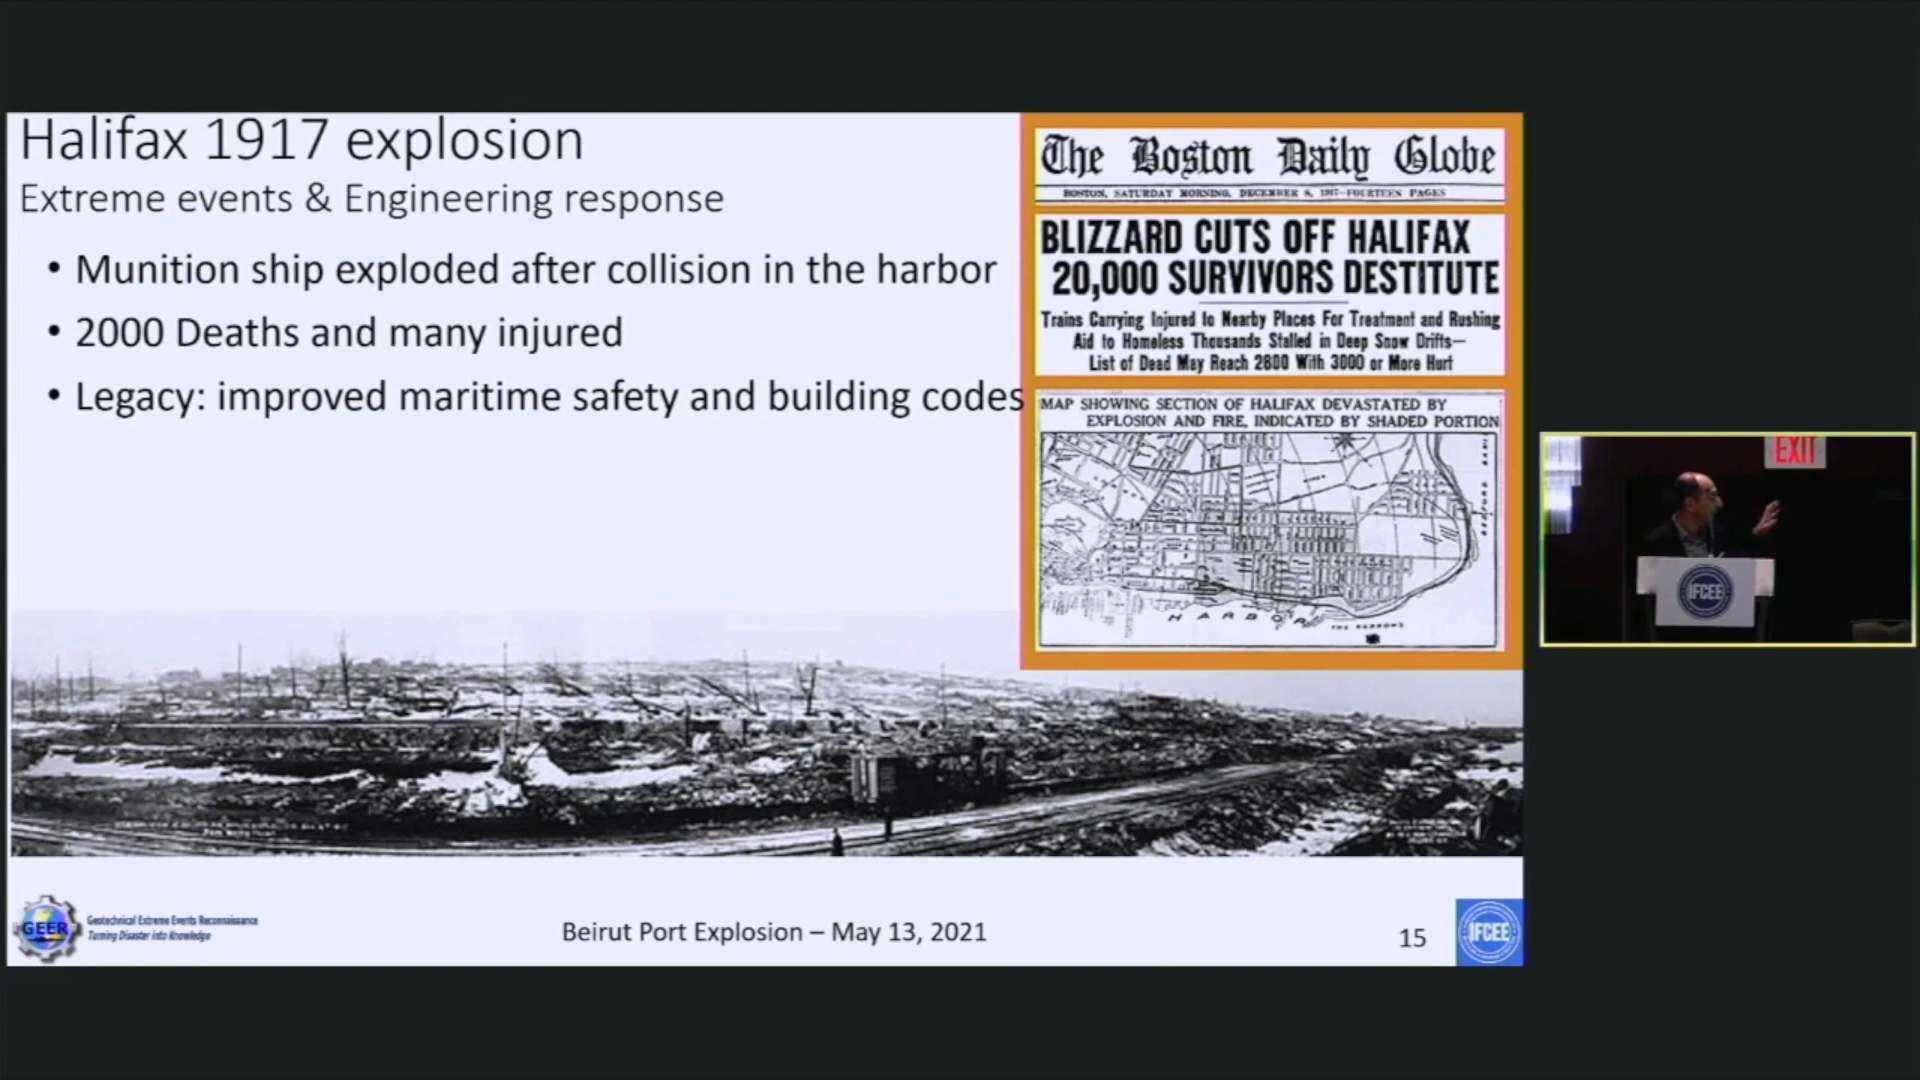 Halifax 1917 explosion
Extreme events & Engineering response
• Munition ship exploded after collision in the harbor
• 2000 Deaths and many injured
• Legacy: improved maritime safety and building codes
The Boston Daily Globe
BOSTON, SATURDAY MORNING, DECEMBER 8, 1917—FOURTEEN PAGES
BLIZZARD CUTS OFF HALIFAX
20,000 SURVIVORS DESTITUTE
Trains Carrying Injured to Nearby Places For Treatment and Rushing
Aid to Homeless Thousands Stalled in Deep Snow Drifts—
List of Dead May Reach 2800 With 3000 or More Hurt
MAP SHOWING SECTION OF HALIFAX DEVASTATED BY
EXPLOSION AND FIRE, INDICATED BY SHADED PORTION
HARBOR
THE NARROWS
EXIT
IFCEE
GEER
Geotechnical Extreme Events Reconnaissance
Turning Disaster into Knowledge
Beirut Port Explosion – May 13, 2021
15
IFCEE